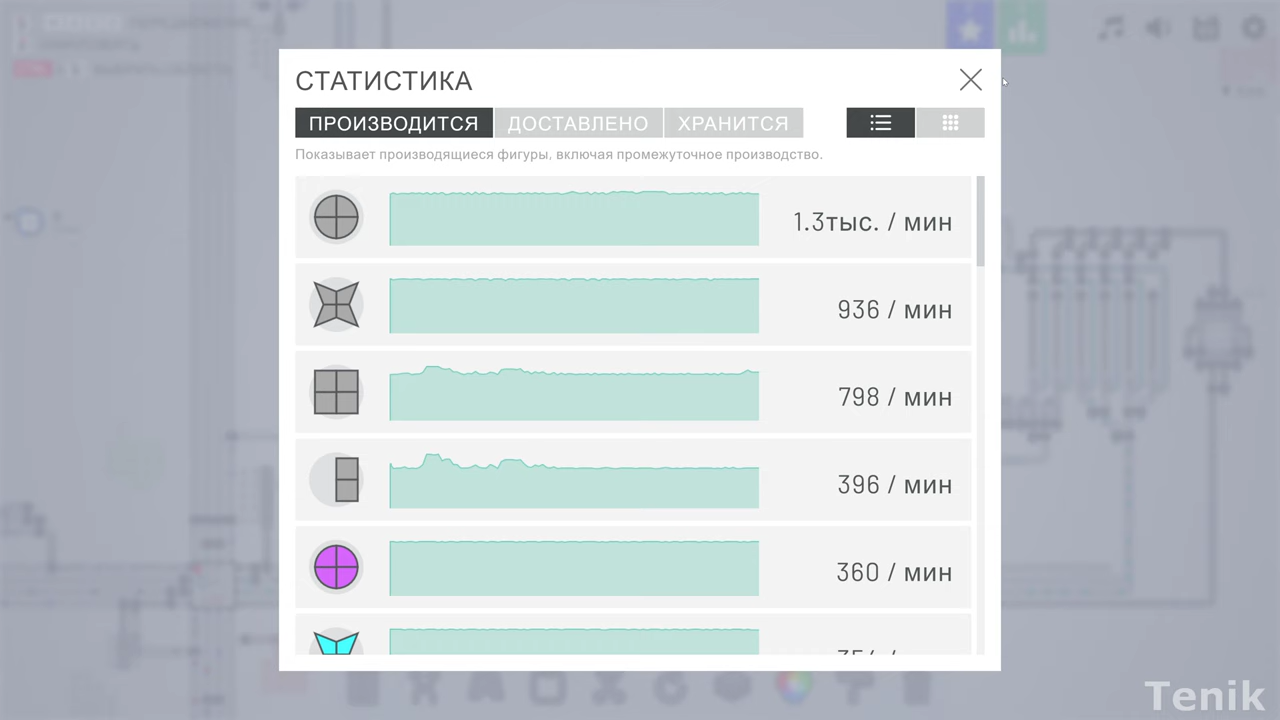 СТАТИСТИКА
ПРОИЗВОДИТСЯ ДОСТАВЛЕНО ХРАНИТСЯ
Показывает производящиеся фигуры, включая промежуточное производство.
1.3тыс. / мин
936 / мин
798 / мин
396 / мин
360 / мин
Tenik